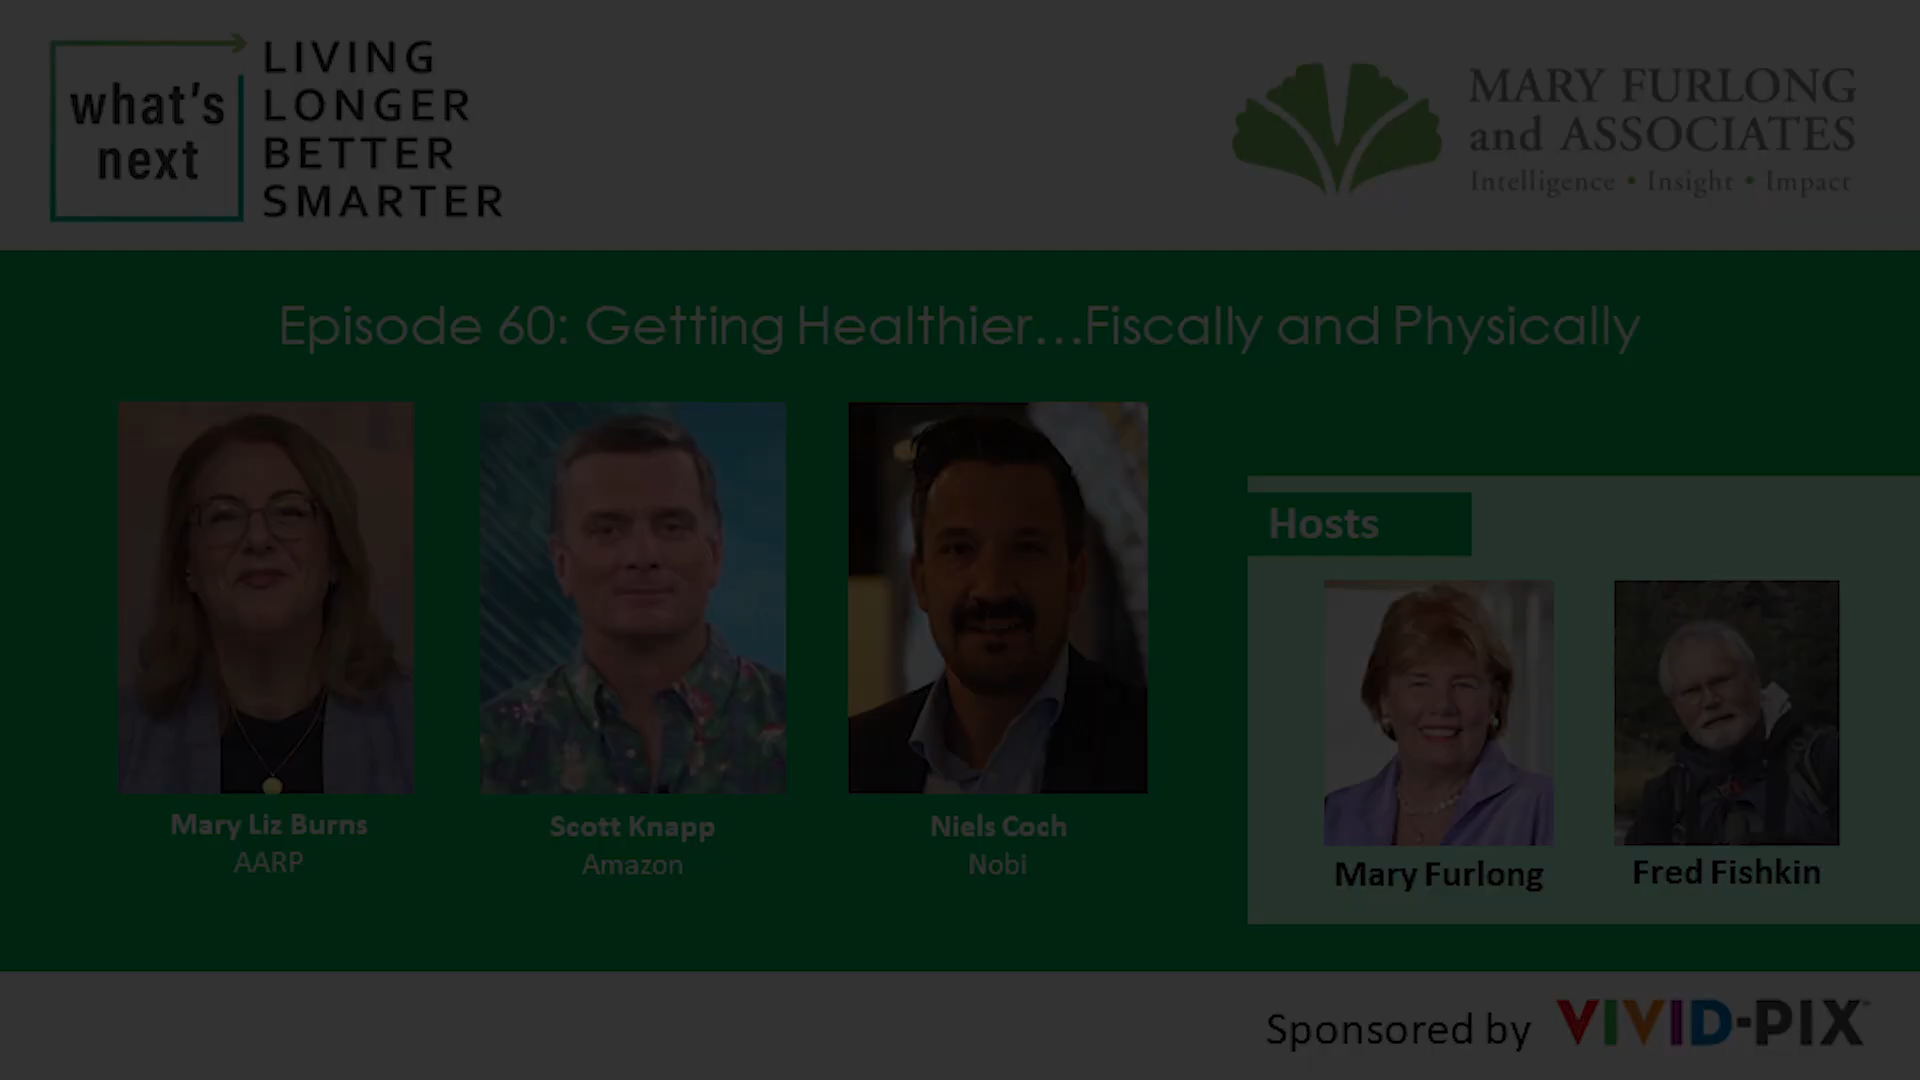 what's
next
LIVING
LONGER
BETTER
SMARTER
MARY FURLONG
and ASSOCIATES
Intelligence • Insight • Impact
Episode 60: Getting Healthier...Fiscally and Physically
Mary Liz Burns
AARP
Scott Knapp
Amazon
Niels Coch
Nobi
Hosts
Mary Furlong
Fred Fishkin
Sponsored by VIVID-PIX